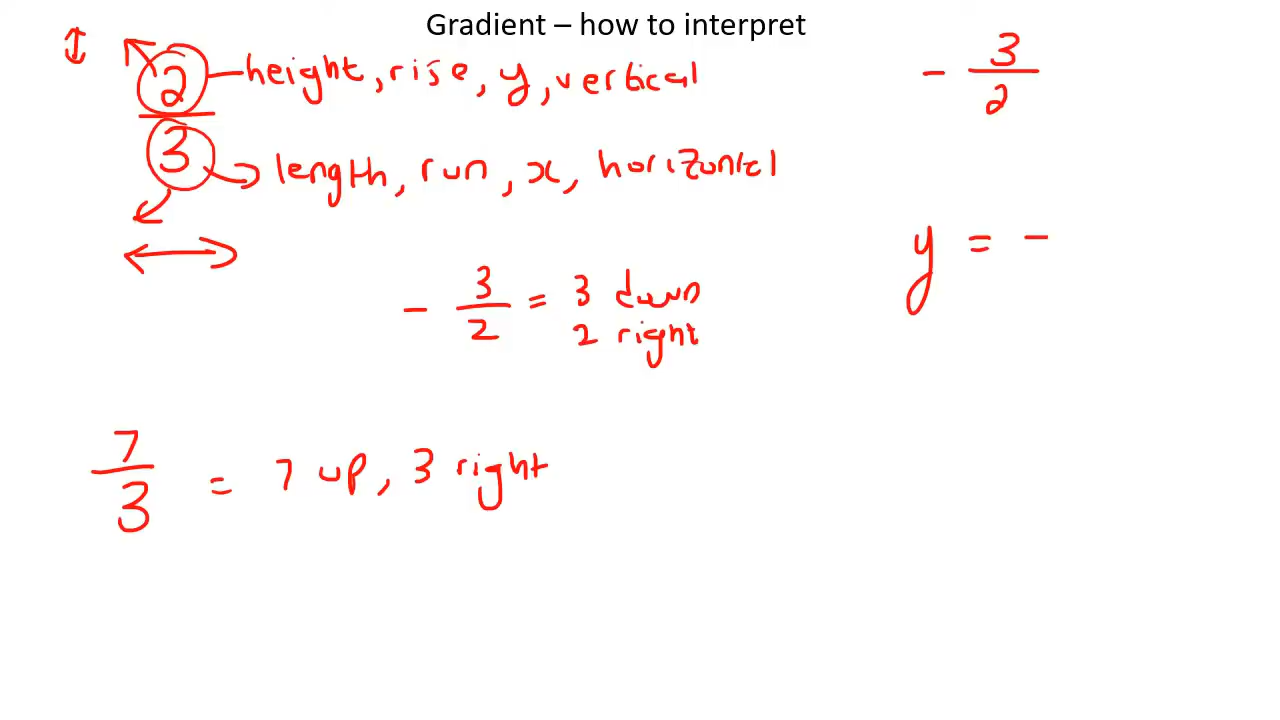 Gradient – how to interpret
2 – height, rise, y, vertical
3 → length, run, x, horizontal
- 3/2
y = -
- 3/2 = 3 down
2 right
7/3 = 7 up, 3 right